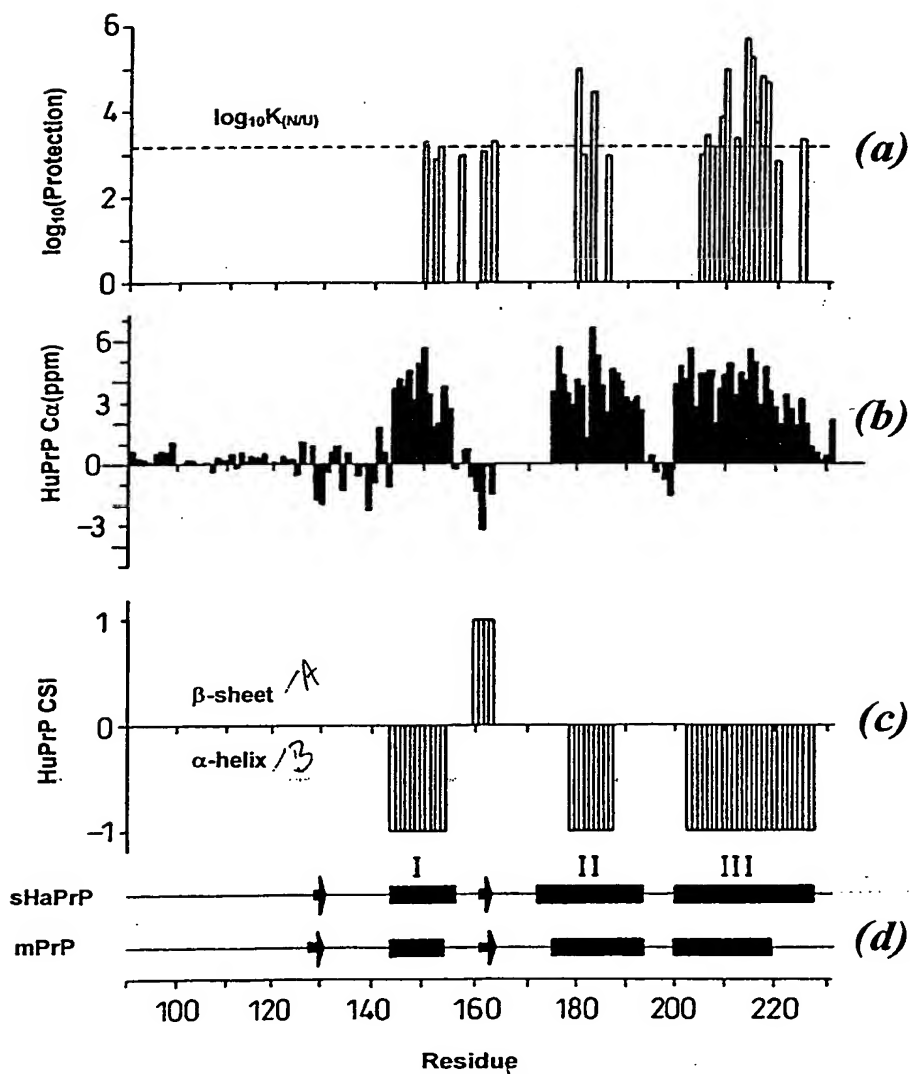 6
4
2
0
log₁₀(Protection)
log₁₀K(N/U)
(a)
6
3
0
−3
HuPrP Cα(ppm)
(b)
1
0
−1
HuPrP CSI
β-sheet /A
α-helix /B
(c)
I II III
sHaPrP
mPrP
(d)
100 120 140 160 180 200 220
Residue